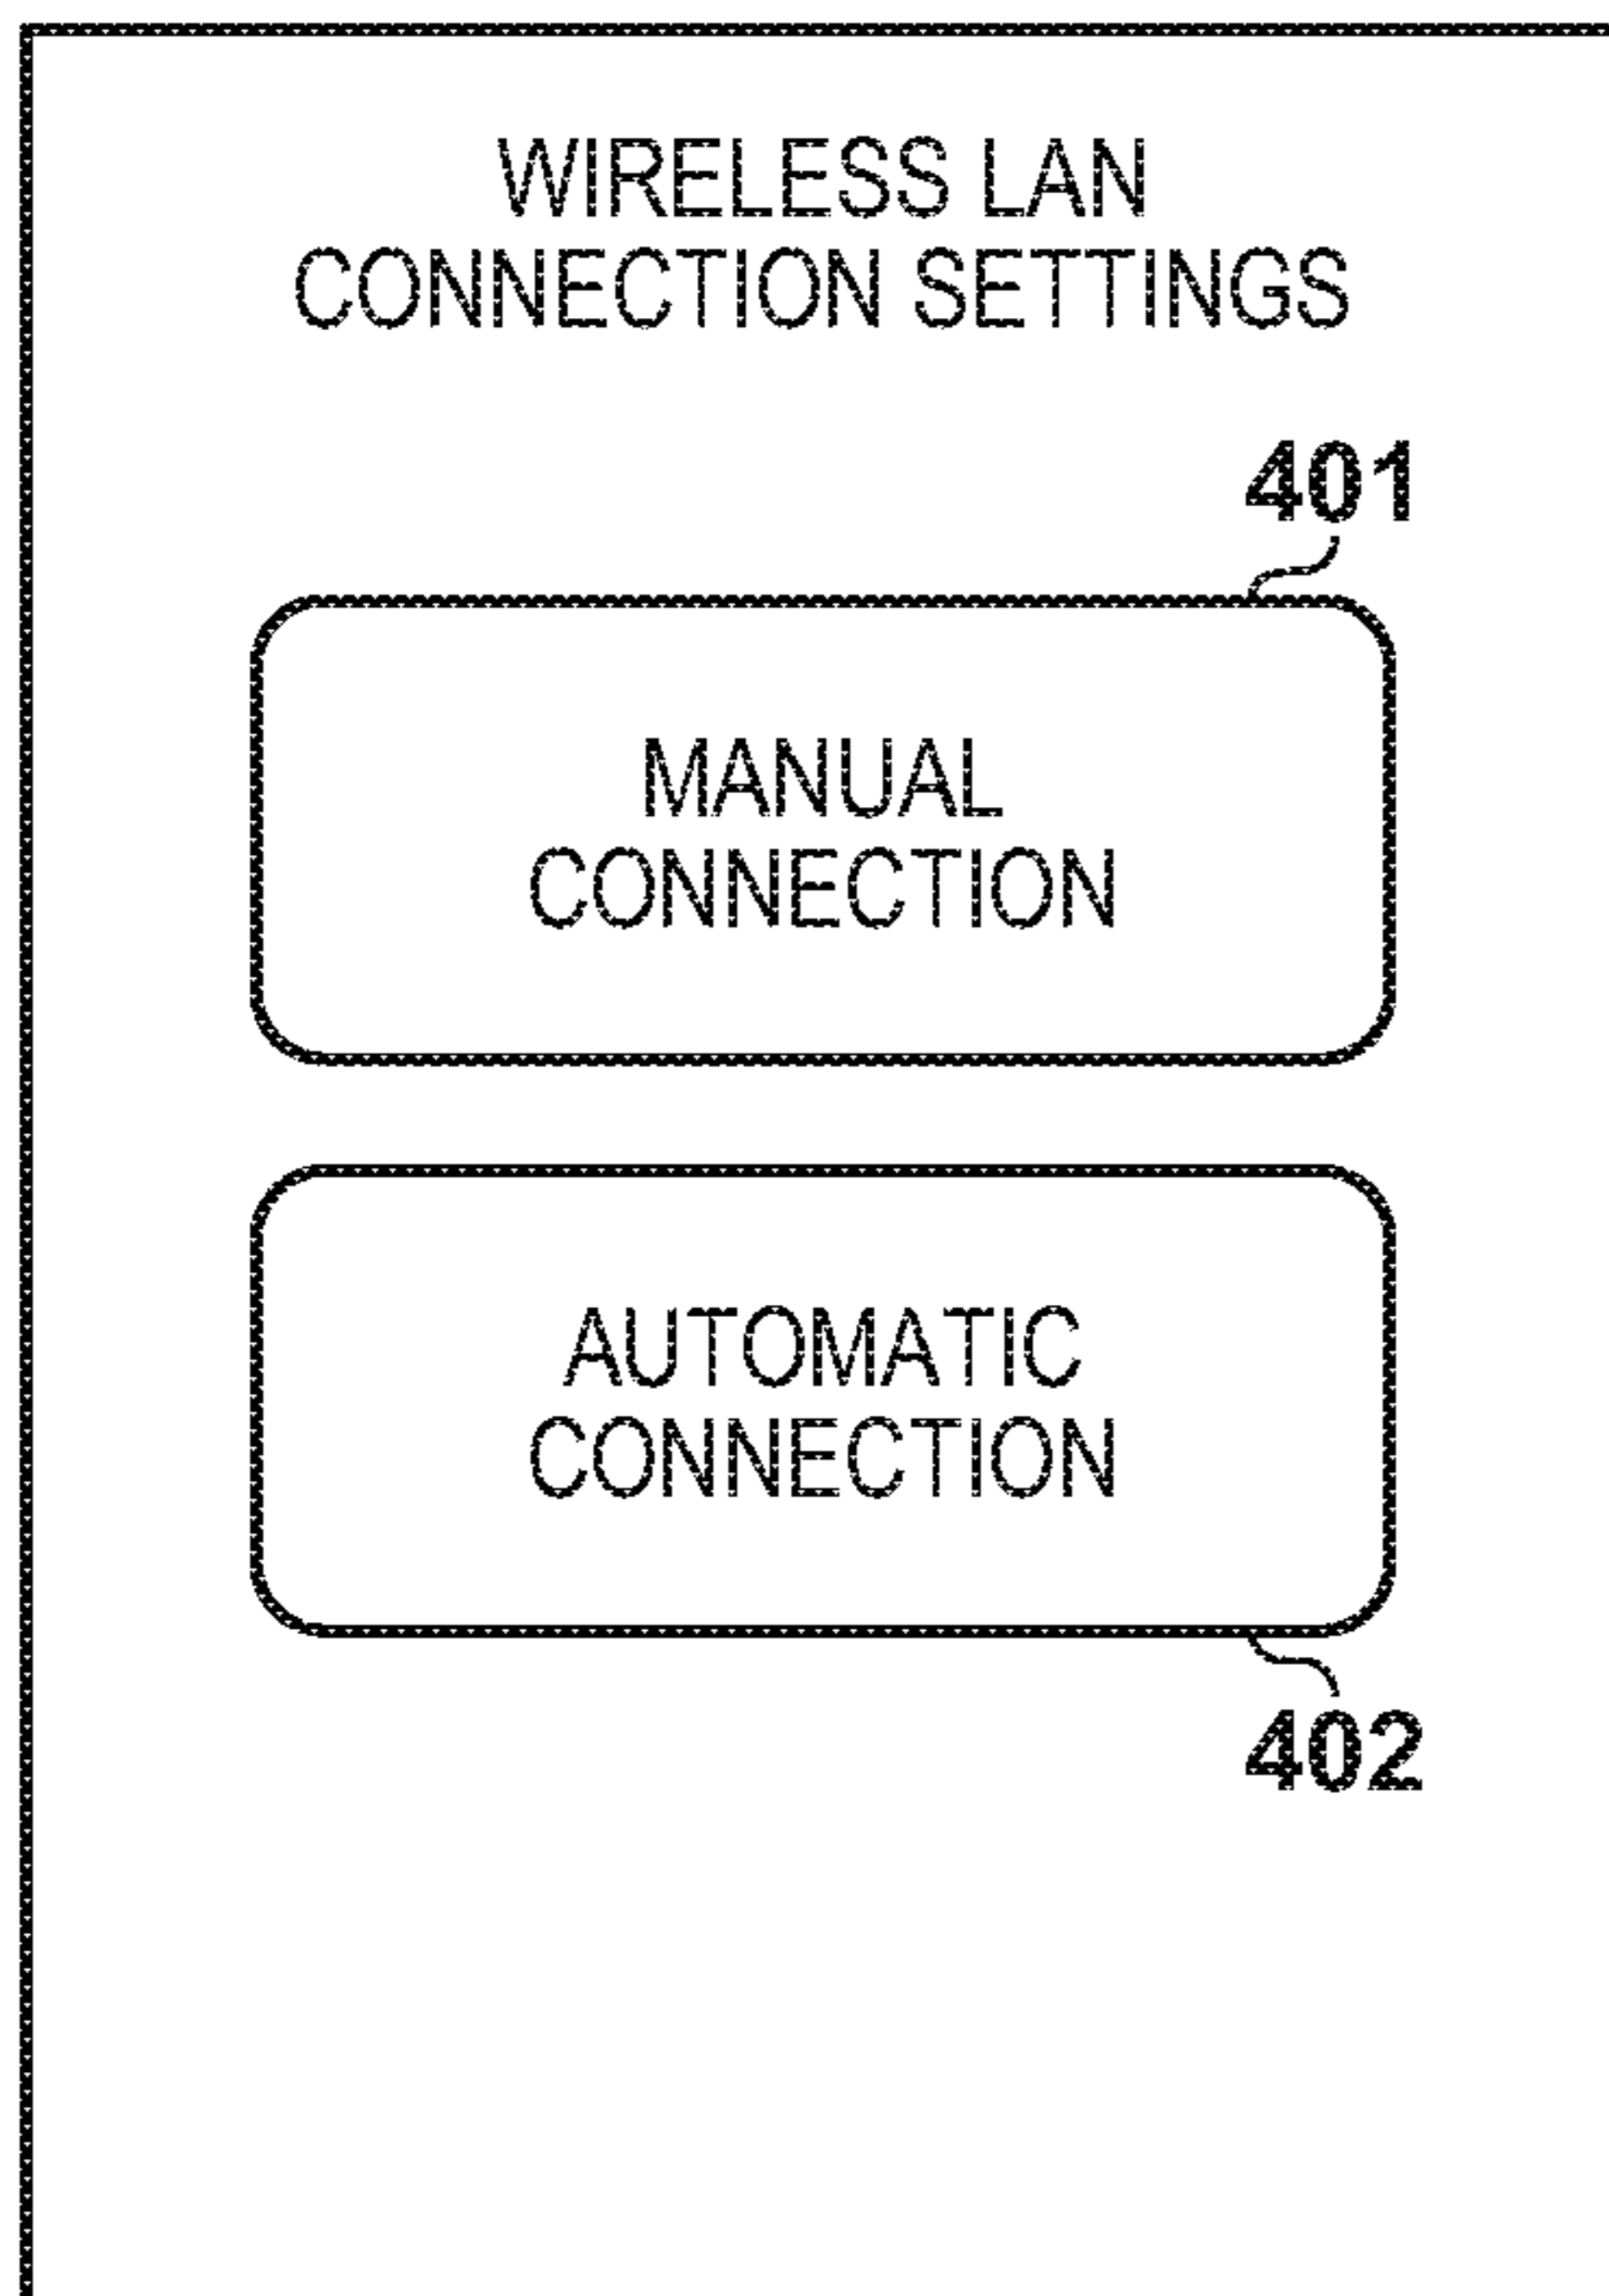 WIRELESS LAN
CONNECTION SETTINGS
401
MANUAL
CONNECTION
AUTOMATIC
CONNECTION
402